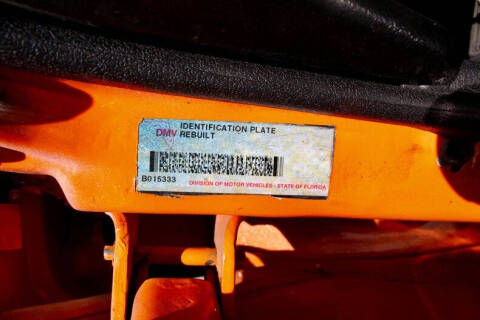 IDENTIFICATION PLATE
DMV REBUILT
B015333
DIVISION OF MOTOR VEHICLES - STATE OF FLORIDA